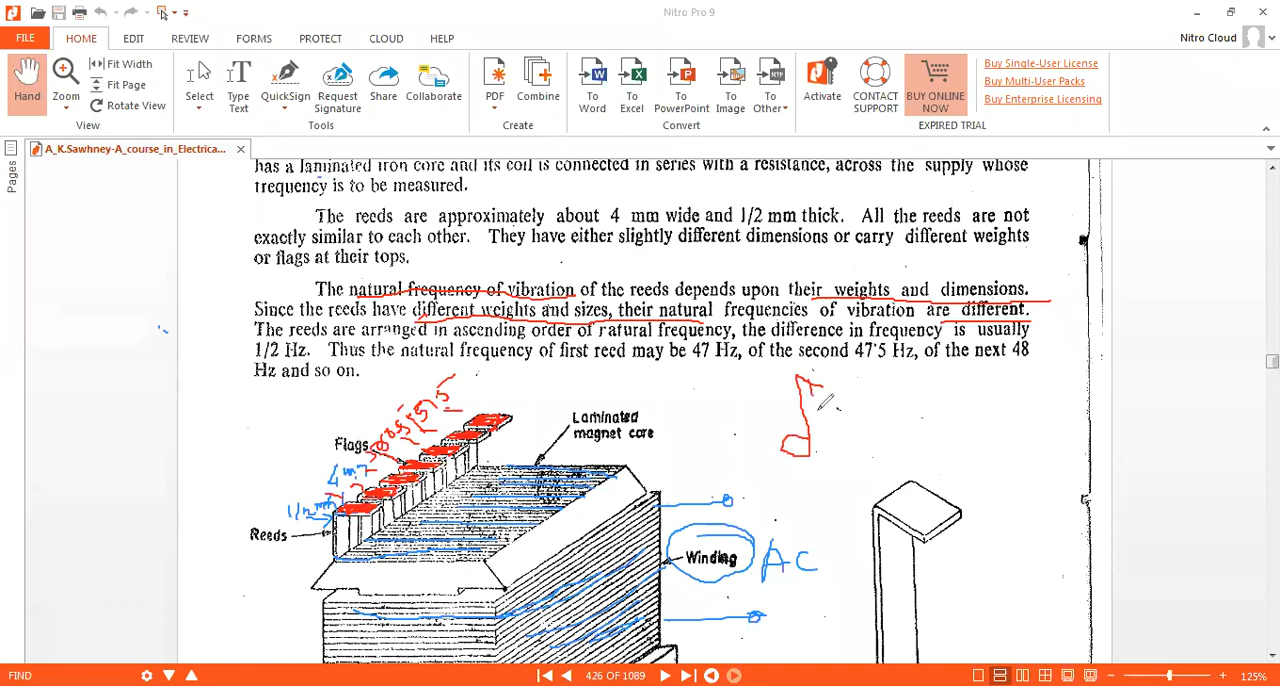 Nitro Pro 9
FILE HOME EDIT REVIEW FORMS PROTECT CLOUD HELP
Nitro Cloud
Hand
Zoom
Fit Width
Fit Page
Rotate View
View
Select
Type Text
QuickSign
Request Signature
Share
Collaborate
Tools
PDF
Combine
Create
To Word
To Excel
To PowerPoint
To Image
To Other
Convert
Activate
CONTACT SUPPORT
BUY ONLINE NOW
Buy Single-User License
Buy Multi-User Packs
Buy Enterprise Licensing
EXPIRED TRIAL
Pages
A_K.Sawhney-A_course_in_Electrica...
has a laminated iron core and its coil is connected in series with a resistance, across the supply whose
frequency is to be measured.
The reeds are approximately about 4 mm wide and 1/2 mm thick. All the reeds are not
exactly similar to each other. They have either slightly different dimensions or carry different weights
or flags at their tops.
The natural frequency of vibration of the reeds depends upon their weights and dimensions.
Since the reeds have different weights and sizes, their natural frequencies of vibration are different.
The reeds are arranged in ascending order of natural frequency, the difference in frequency is usually
1/2 Hz. Thus the natural frequency of first reed may be 47 Hz, of the second 47·5 Hz, of the next 48
Hz and so on.
Flags
Laminated
magnet core
4 m
1/2 mm
Reeds
Winding
AC
FIND
426 OF 1089
125%